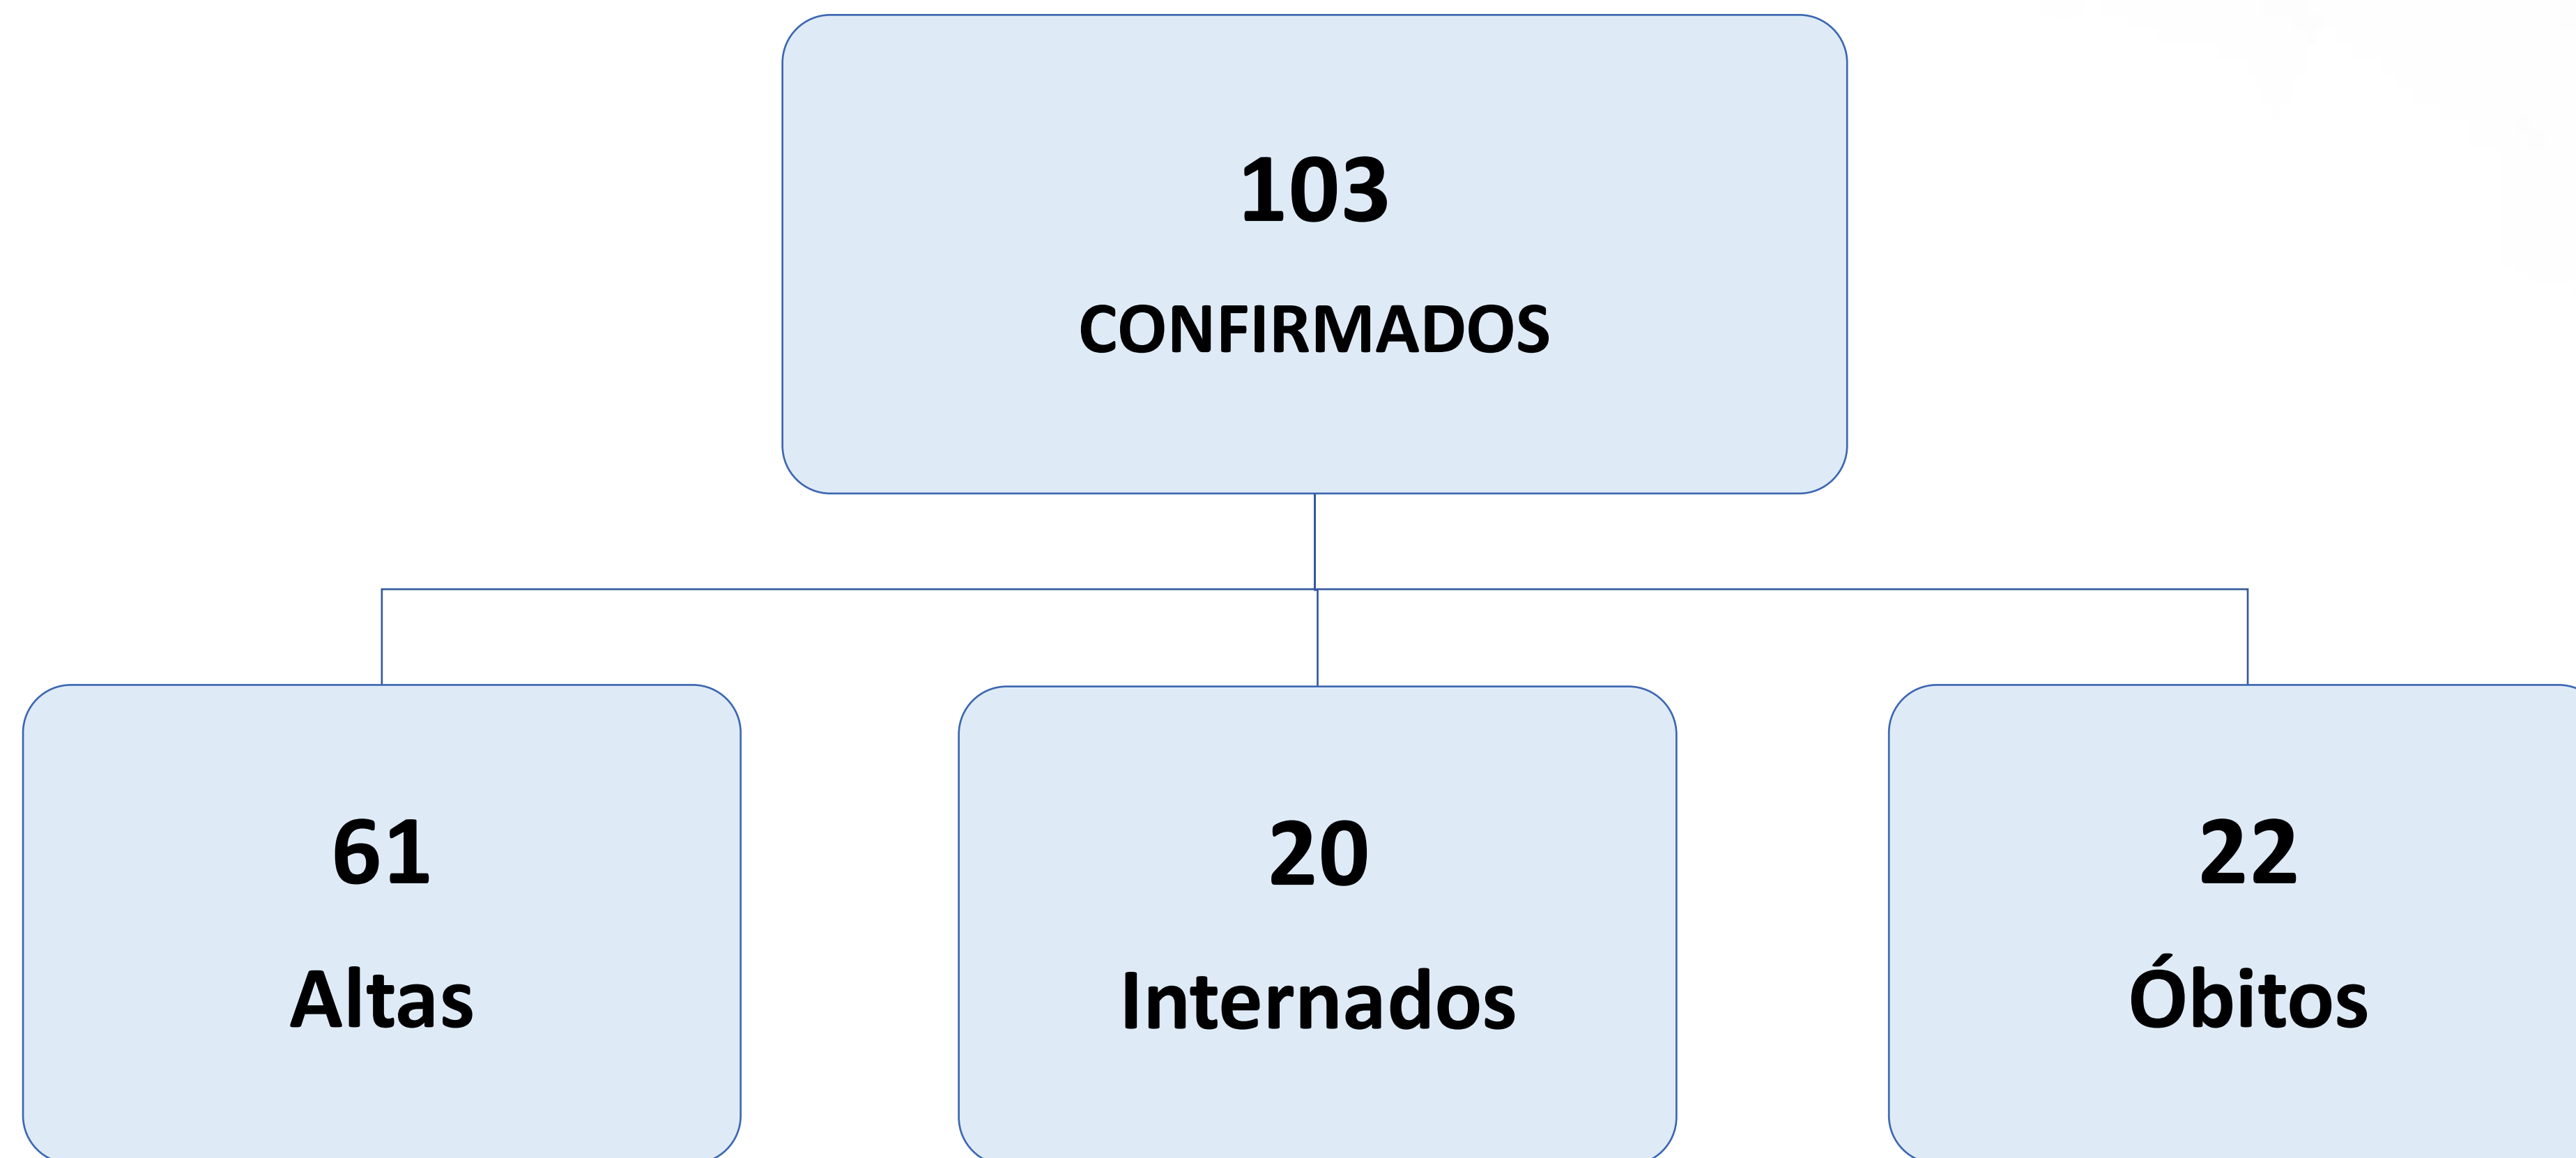 103
CONFIRMADOS
61
Altas
20
Internados
22
Óbitos